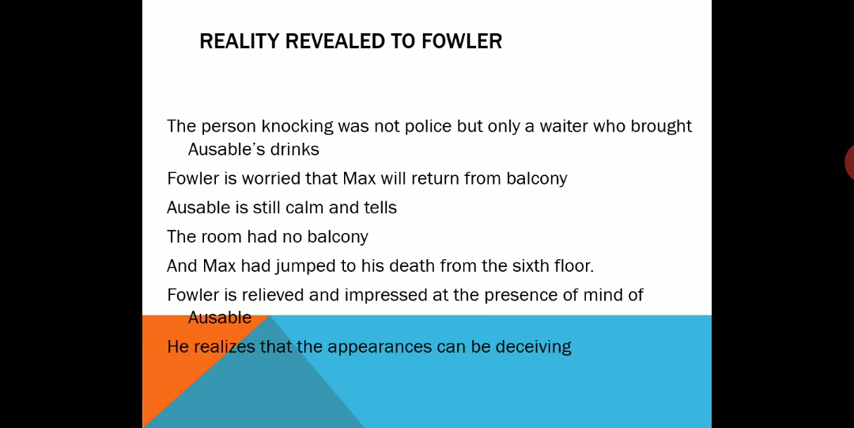 REALITY REVEALED TO FOWLER
The person knocking was not police but only a waiter who brought
Ausable's drinks
Fowler is worried that Max will return from balcony
Ausable is still calm and tells
The room had no balcony
And Max had jumped to his death from the sixth floor.
Fowler is relieved and impressed at the presence of mind of
Ausable
He realizes that the appearances can be deceiving